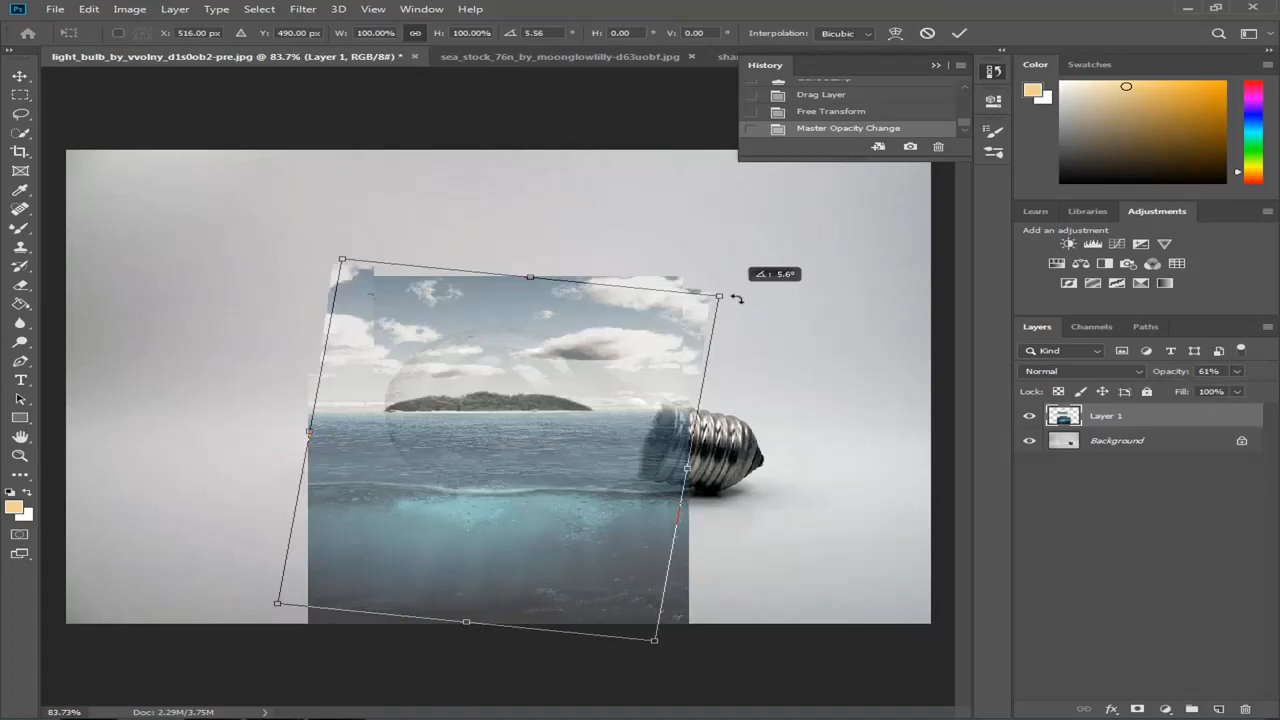 Ps File Edit Image Layer Type Select Filter 3D View Window Help
X: 516.00 PX Y: 490.00 PX W: 100.00% H: 100.00% 5.56 ° H: 0.00 ° V: 0.00 ° Interpolation: Bicubic
light_bulb_by_vvolny_d1s0ob2-pre.jpg @ 83.7% (Layer 1, RGB/8#) * × sea_stock_76n_by_moonglowlilly-d63uobf.jpg ×
History
Drag Layer
Free Transform
Master Opacity Change
Color Swatches
Learn Libraries Adjustments
Add an adjustment
5.6°
Layers Channels Paths
Kind
Normal Opacity: 61%
Lock: Fill: 100%
Layer 1
Background
83.73% Doc: 2.29M/3.75M